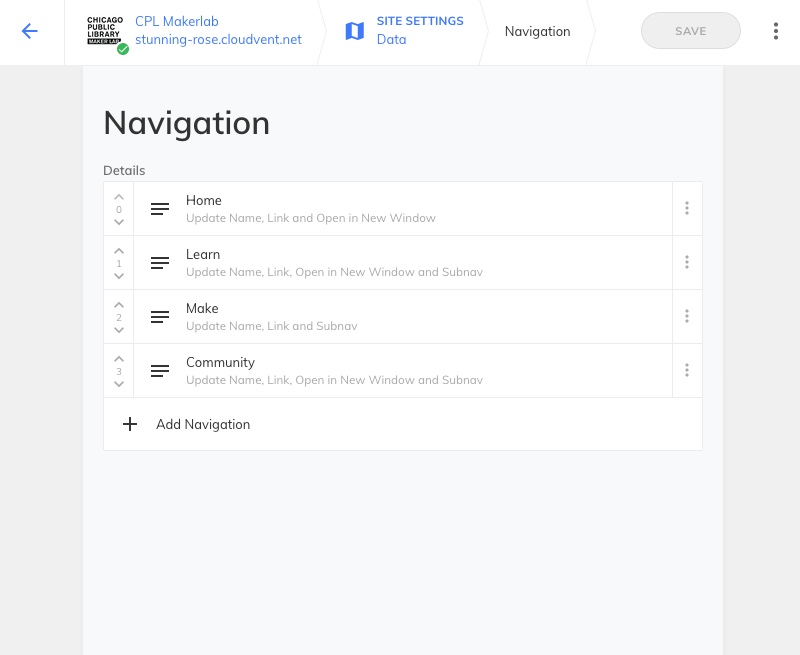 CHICAGO
PUBLIC
LIBRARY
MAKER LAB
CPL Makerlab
stunning-rose.cloudvent.net
SITE SETTINGS
Data
Navigation
SAVE
Navigation
Details
0
Home
Update Name, Link and Open in New Window
1
Learn
Update Name, Link, Open in New Window and Subnav
2
Make
Update Name, Link and Subnav
3
Community
Update Name, Link, Open in New Window and Subnav
Add Navigation